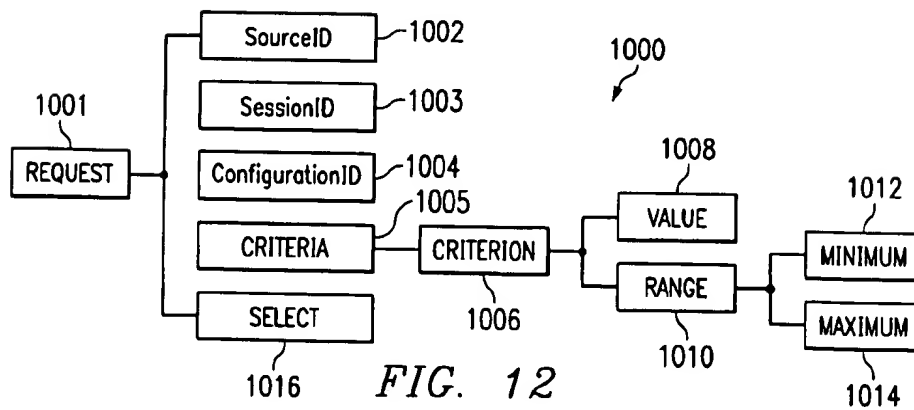 SourceID
1002
1000
1001
SessionID
1003
REQUEST
ConfigurationID
1004
1008
1005
VALUE
1012
CRITERIA
CRITERION
MINIMUM
SELECT
1006
RANGE
1010
MAXIMUM
1016
1014
FIG. 12